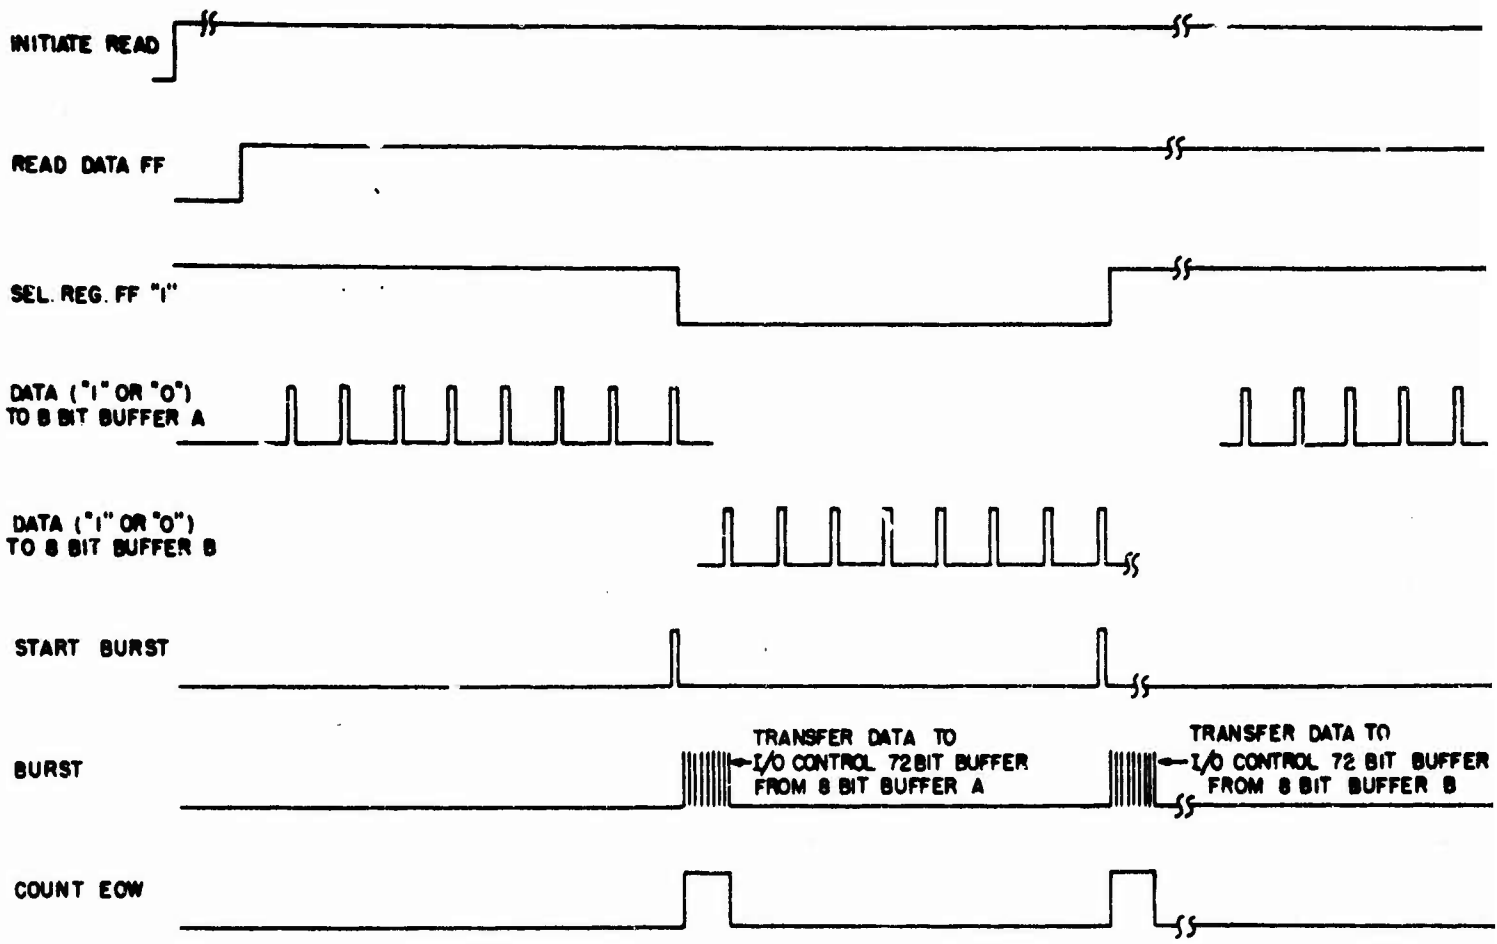 INITIATE READ
READ DATA FF
SEL. REG. FF "1"
DATA ("1" OR "0")
TO 8 BIT BUFFER A
DATA ("1" OR "0")
TO 8 BIT BUFFER B
START BURST
BURST
TRANSFER DATA TO
I/O CONTROL 72 BIT BUFFER
FROM 8 BIT BUFFER A
TRANSFER DATA TO
I/O CONTROL 72 BIT BUFFER
FROM 8 BIT BUFFER B
COUNT EOW